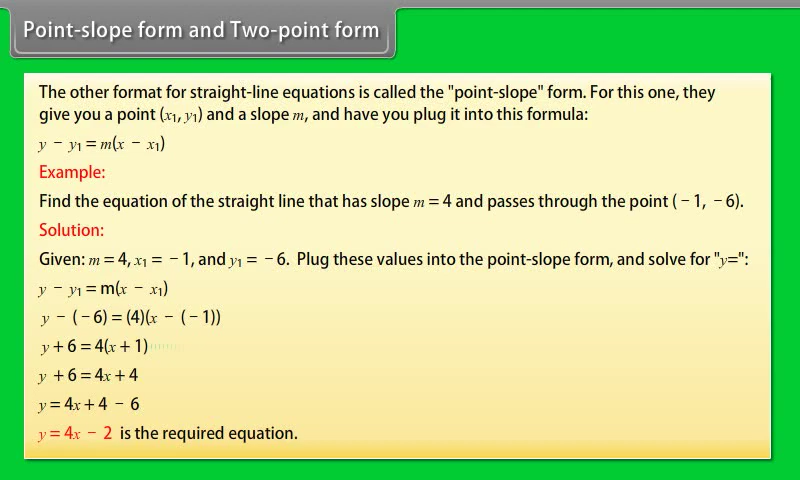 Point-slope form and Two-point form
The other format for straight-line equations is called the "point-slope" form. For this one, they
give you a point (x₁, y₁) and a slope m, and have you plug it into this formula:
y − y₁ = m(x − x₁)
Example:
Find the equation of the straight line that has slope m = 4 and passes through the point (−1, −6).
Solution:
Given: m = 4, x₁ = −1, and y₁ = −6. Plug these values into the point-slope form, and solve for "y=":
y − y₁ = m(x − x₁)
y − (−6) = (4)(x − (−1))
y + 6 = 4(x + 1)
y + 6 = 4x + 4
y = 4x + 4 − 6
y = 4x − 2 is the required equation.